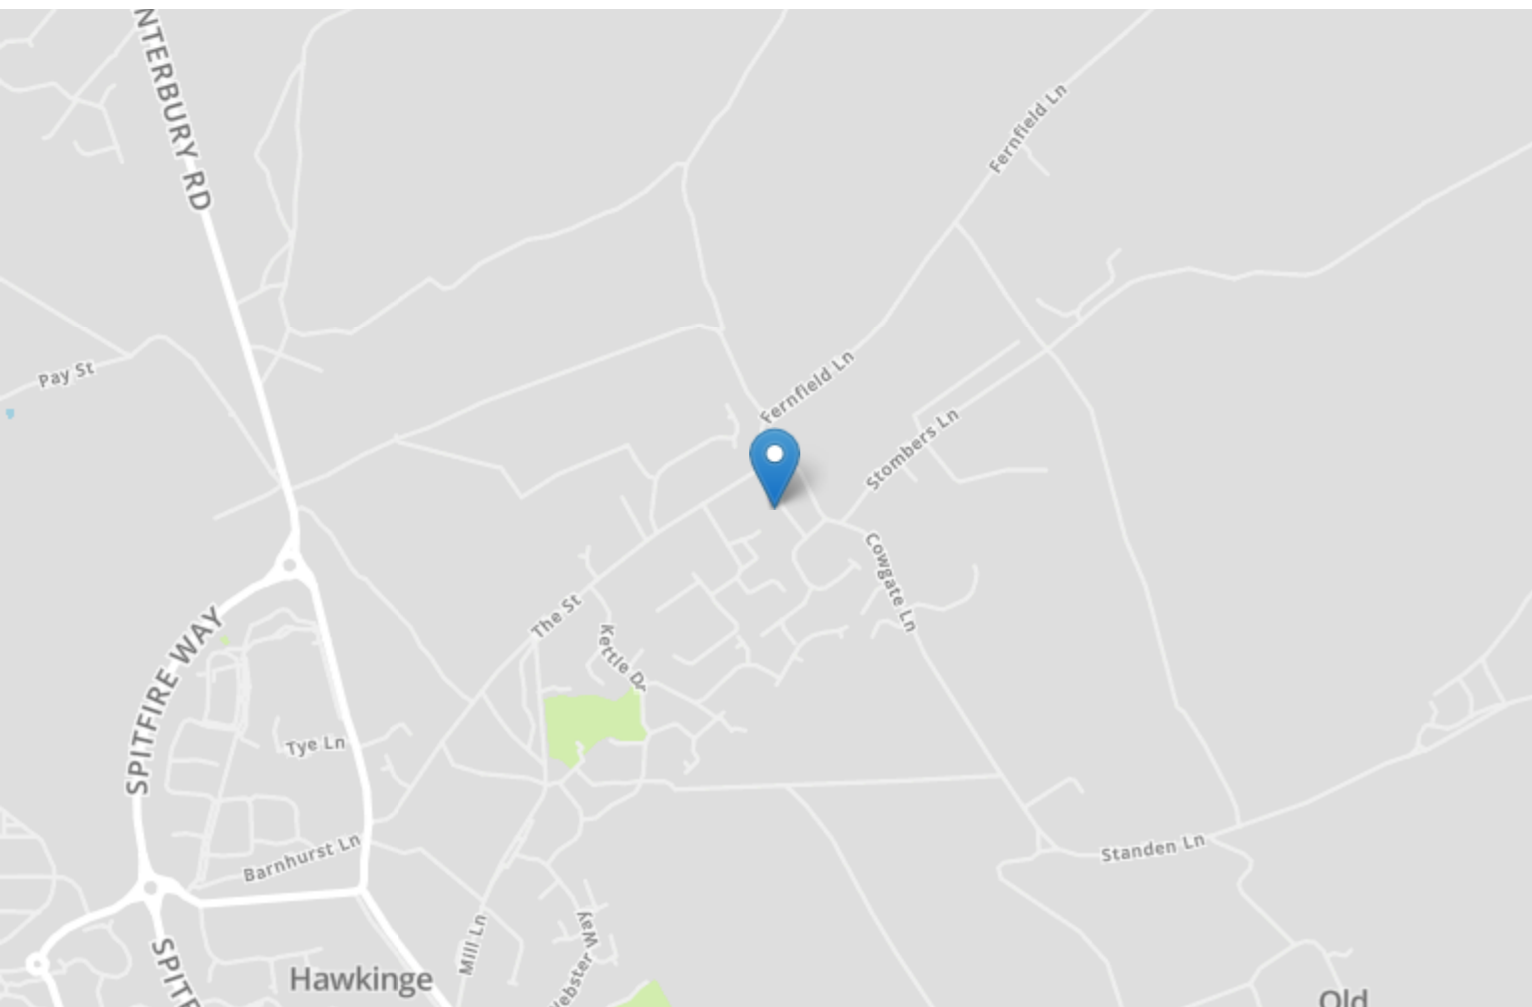 NTERBURY RD
Fernfield Ln
Pay St
Fernfield Ln
Stombers Ln
Cowgate Ln
The St
Kettle Dr
SPITFIRE WAY
Tye Ln
Barnhurst Ln
Standen Ln
Mill Ln
Webster Way
SPITF
Hawkinge
Old